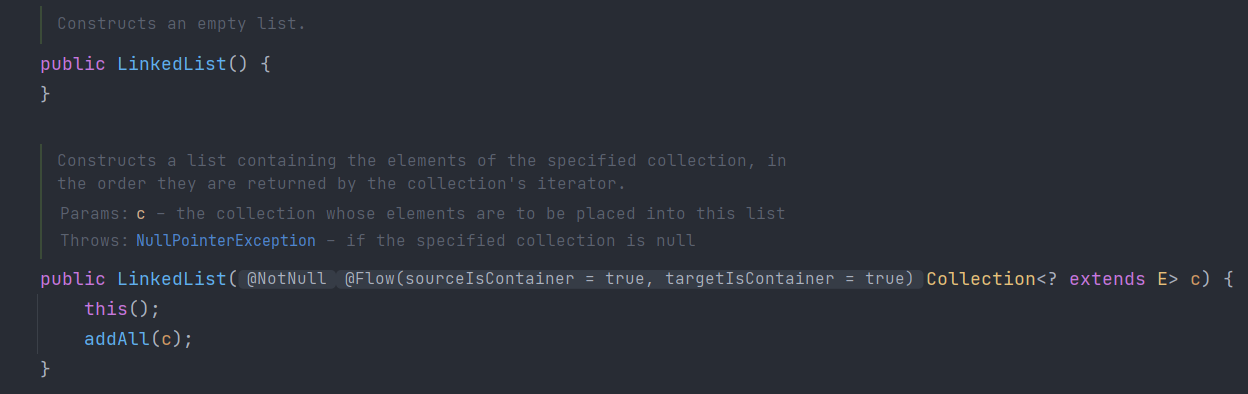 Constructs an empty list.
public LinkedList() {
}
Constructs a list containing the elements of the specified collection, in
the order they are returned by the collection's iterator.
Params: c – the collection whose elements are to be placed into this list
Throws: NullPointerException – if the specified collection is null
public LinkedList( @NotNull @Flow(sourceIsContainer = true, targetIsContainer = true) Collection<? extends E> c) {
    this();
    addAll(c);
}